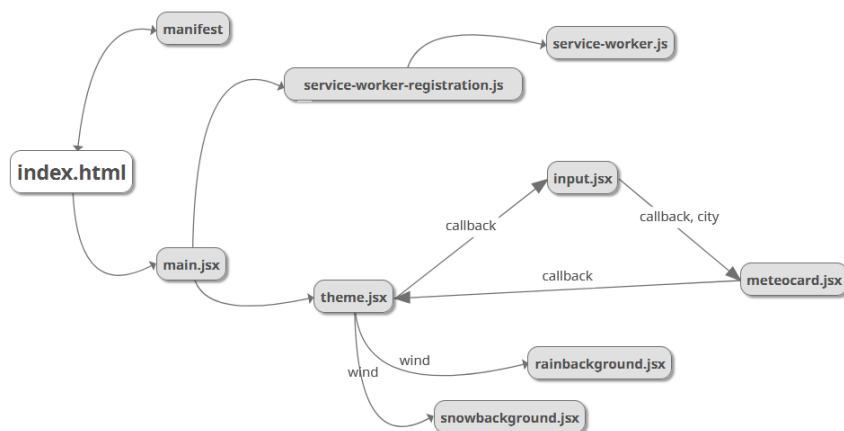 manifest
service-worker.js
service-worker-registration.js
index.html
input.jsx
callback
callback, city
main.jsx
callback
meteocard.jsx
theme.jsx
wind
wind
rainbackground.jsx
snowbackground.jsx